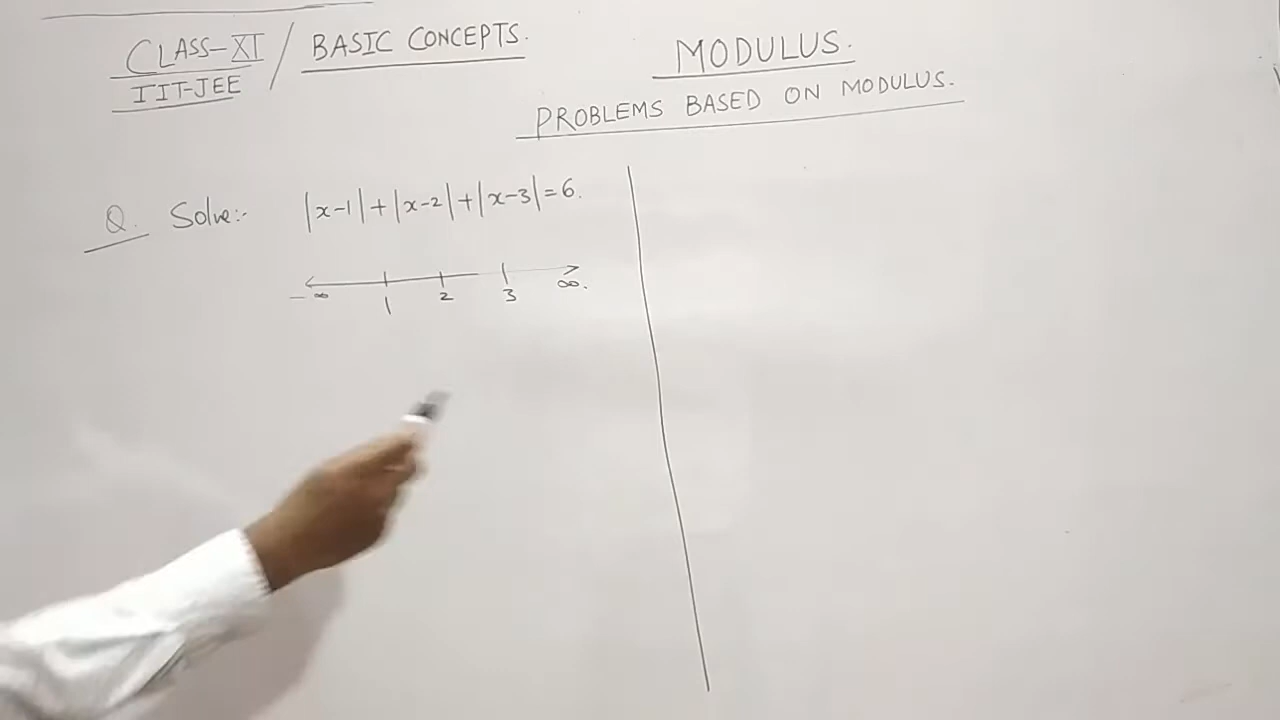 CLASS-XI / BASIC CONCEPTS.
IIT-JEE
MODULUS.
PROBLEMS BASED ON MODULUS.
Q. Solve:- |x-1|+|x-2|+|x-3|=6.
-∞ 1 2 3 ∞.